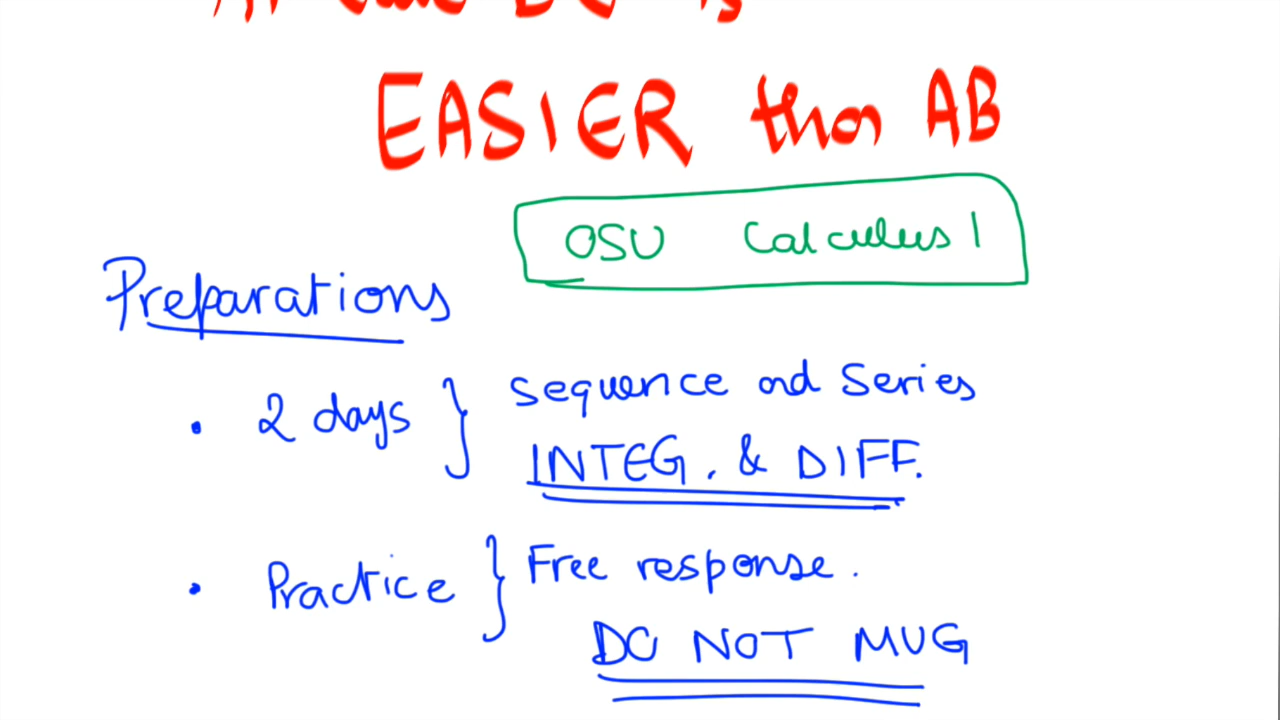 EASIER than AB
OSU Calculus 1
Preparations
• 2 days } Sequence and Series
INTEG. & DIFF.
• Practice } Free response.
DO NOT MUG